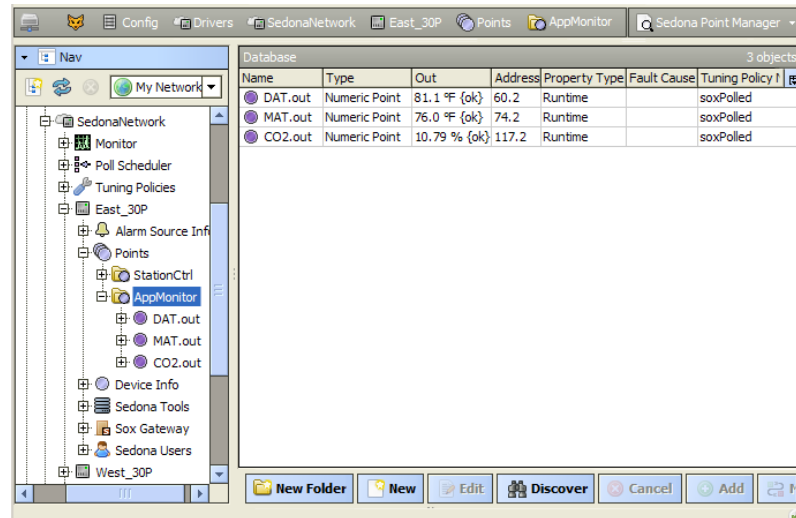 Config Drivers SedonaNetwork East_30P Points AppMonitor Sedona Point Manager
Nav
My Network
SedonaNetwork
Monitor
Poll Scheduler
Tuning Policies
East_30P
Alarm Source Inf
Points
StationCtrl
AppMonitor
DAT.out
MAT.out
CO2.out
Device Info
Sedona Tools
Sox Gateway
Sedona Users
West_30P
Database 3 objects
Name Type Out Address Property Type Fault Cause Tuning Policy
DAT.out Numeric Point 81.1 °F {ok} 60.2 Runtime soxPolled
MAT.out Numeric Point 76.0 °F {ok} 74.2 Runtime soxPolled
CO2.out Numeric Point 10.79 % {ok} 117.2 Runtime soxPolled
New Folder New Edit Discover Cancel Add